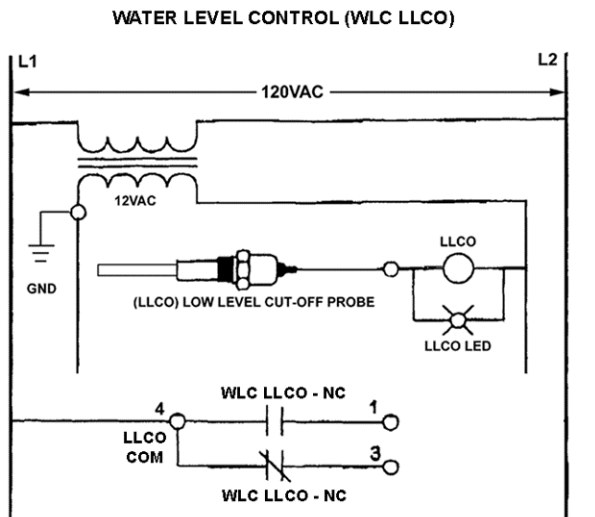 WATER LEVEL CONTROL (WLC LLCO)
L1
L2
120VAC
12VAC
GND
LLCO
(LLCO) LOW LEVEL CUT-OFF PROBE
LLCO LED
WLC LLCO - NC
4
1
LLCO
COM
3
WLC LLCO - NC